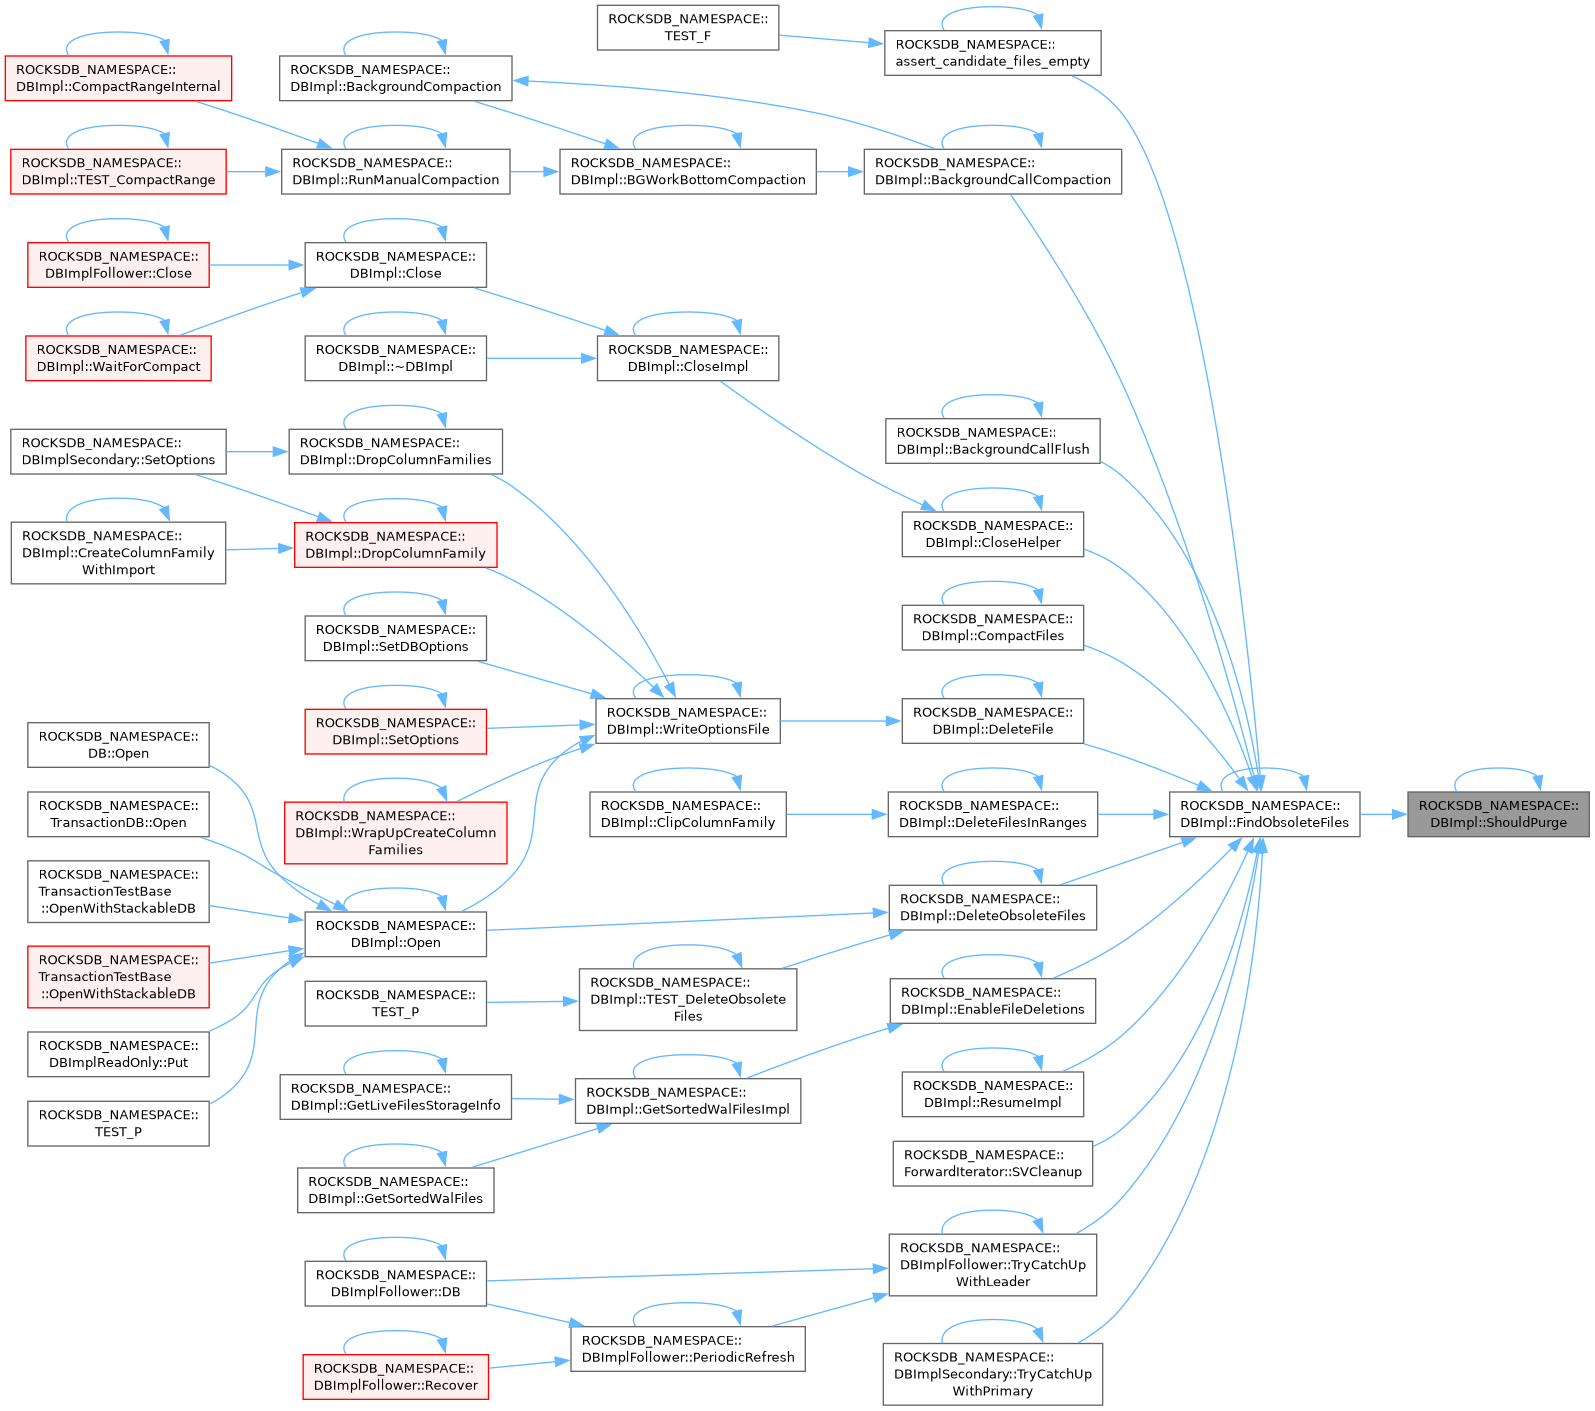 ROCKSDB_NAMESPACE::
TEST_F
ROCKSDB_NAMESPACE::
assert_candidate_files_empty
ROCKSDB_NAMESPACE::
DBImpl::CompactRangeInternal
ROCKSDB_NAMESPACE::
DBImpl::BackgroundCompaction
ROCKSDB_NAMESPACE::
DBImpl::TEST_CompactRange
ROCKSDB_NAMESPACE::
DBImpl::RunManualCompaction
ROCKSDB_NAMESPACE::
DBImpl::BGWorkBottomCompaction
ROCKSDB_NAMESPACE::
DBImpl::BackgroundCallCompaction
ROCKSDB_NAMESPACE::
DBImplFollower::Close
ROCKSDB_NAMESPACE::
DBImpl::Close
ROCKSDB_NAMESPACE::
DBImpl::WaitForCompact
ROCKSDB_NAMESPACE::
DBImpl::~DBImpl
ROCKSDB_NAMESPACE::
DBImpl::CloseImpl
ROCKSDB_NAMESPACE::
DBImpl::BackgroundCallFlush
ROCKSDB_NAMESPACE::
DBImplSecondary::SetOptions
ROCKSDB_NAMESPACE::
DBImpl::DropColumnFamilies
ROCKSDB_NAMESPACE::
DBImpl::CloseHelper
ROCKSDB_NAMESPACE::
DBImpl::CreateColumnFamily
WithImport
ROCKSDB_NAMESPACE::
DBImpl::DropColumnFamily
ROCKSDB_NAMESPACE::
DBImpl::CompactFiles
ROCKSDB_NAMESPACE::
DBImpl::SetDBOptions
ROCKSDB_NAMESPACE::
DBImpl::SetOptions
ROCKSDB_NAMESPACE::
DBImpl::WriteOptionsFile
ROCKSDB_NAMESPACE::
DBImpl::DeleteFile
ROCKSDB_NAMESPACE::
DB::Open
ROCKSDB_NAMESPACE::
TransactionDB::Open
ROCKSDB_NAMESPACE::
DBImpl::WrapUpCreateColumn
Families
ROCKSDB_NAMESPACE::
DBImpl::ClipColumnFamily
ROCKSDB_NAMESPACE::
DBImpl::DeleteFilesInRanges
ROCKSDB_NAMESPACE::
DBImpl::FindObsoleteFiles
ROCKSDB_NAMESPACE::
DBImpl::ShouldPurge
ROCKSDB_NAMESPACE::
TransactionTestBase
::OpenWithStackableDB
ROCKSDB_NAMESPACE::
DBImpl::Open
ROCKSDB_NAMESPACE::
DBImpl::DeleteObsoleteFiles
ROCKSDB_NAMESPACE::
TransactionTestBase
::OpenWithStackableDB
ROCKSDB_NAMESPACE::
TEST_P
ROCKSDB_NAMESPACE::
DBImpl::TEST_DeleteObsolete
Files
ROCKSDB_NAMESPACE::
DBImpl::EnableFileDeletions
ROCKSDB_NAMESPACE::
DBImplReadOnly::Put
ROCKSDB_NAMESPACE::
DBImpl::GetLiveFilesStorageInfo
ROCKSDB_NAMESPACE::
DBImpl::GetSortedWalFilesImpl
ROCKSDB_NAMESPACE::
DBImpl::ResumeImpl
ROCKSDB_NAMESPACE::
TEST_P
ROCKSDB_NAMESPACE::
ForwardIterator::SVCleanup
ROCKSDB_NAMESPACE::
DBImpl::GetSortedWalFiles
ROCKSDB_NAMESPACE::
DBImplFollower::TryCatchUp
WithLeader
ROCKSDB_NAMESPACE::
DBImplFollower::DB
ROCKSDB_NAMESPACE::
DBImplFollower::PeriodicRefresh
ROCKSDB_NAMESPACE::
DBImplFollower::Recover
ROCKSDB_NAMESPACE::
DBImplSecondary::TryCatchUp
WithPrimary